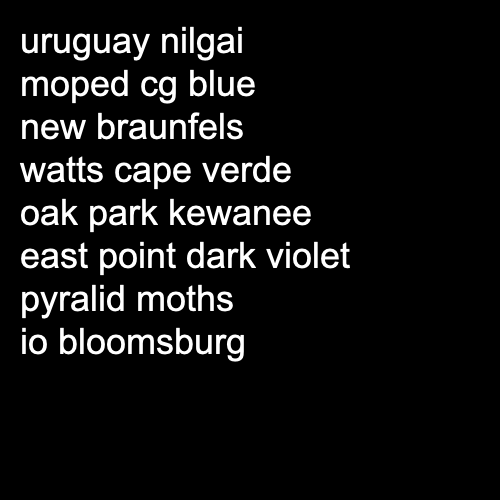 uruguay nilgai
moped cg blue
new braunfels
watts cape verde
oak park kewanee
east point dark violet
pyralid moths
io bloomsburg